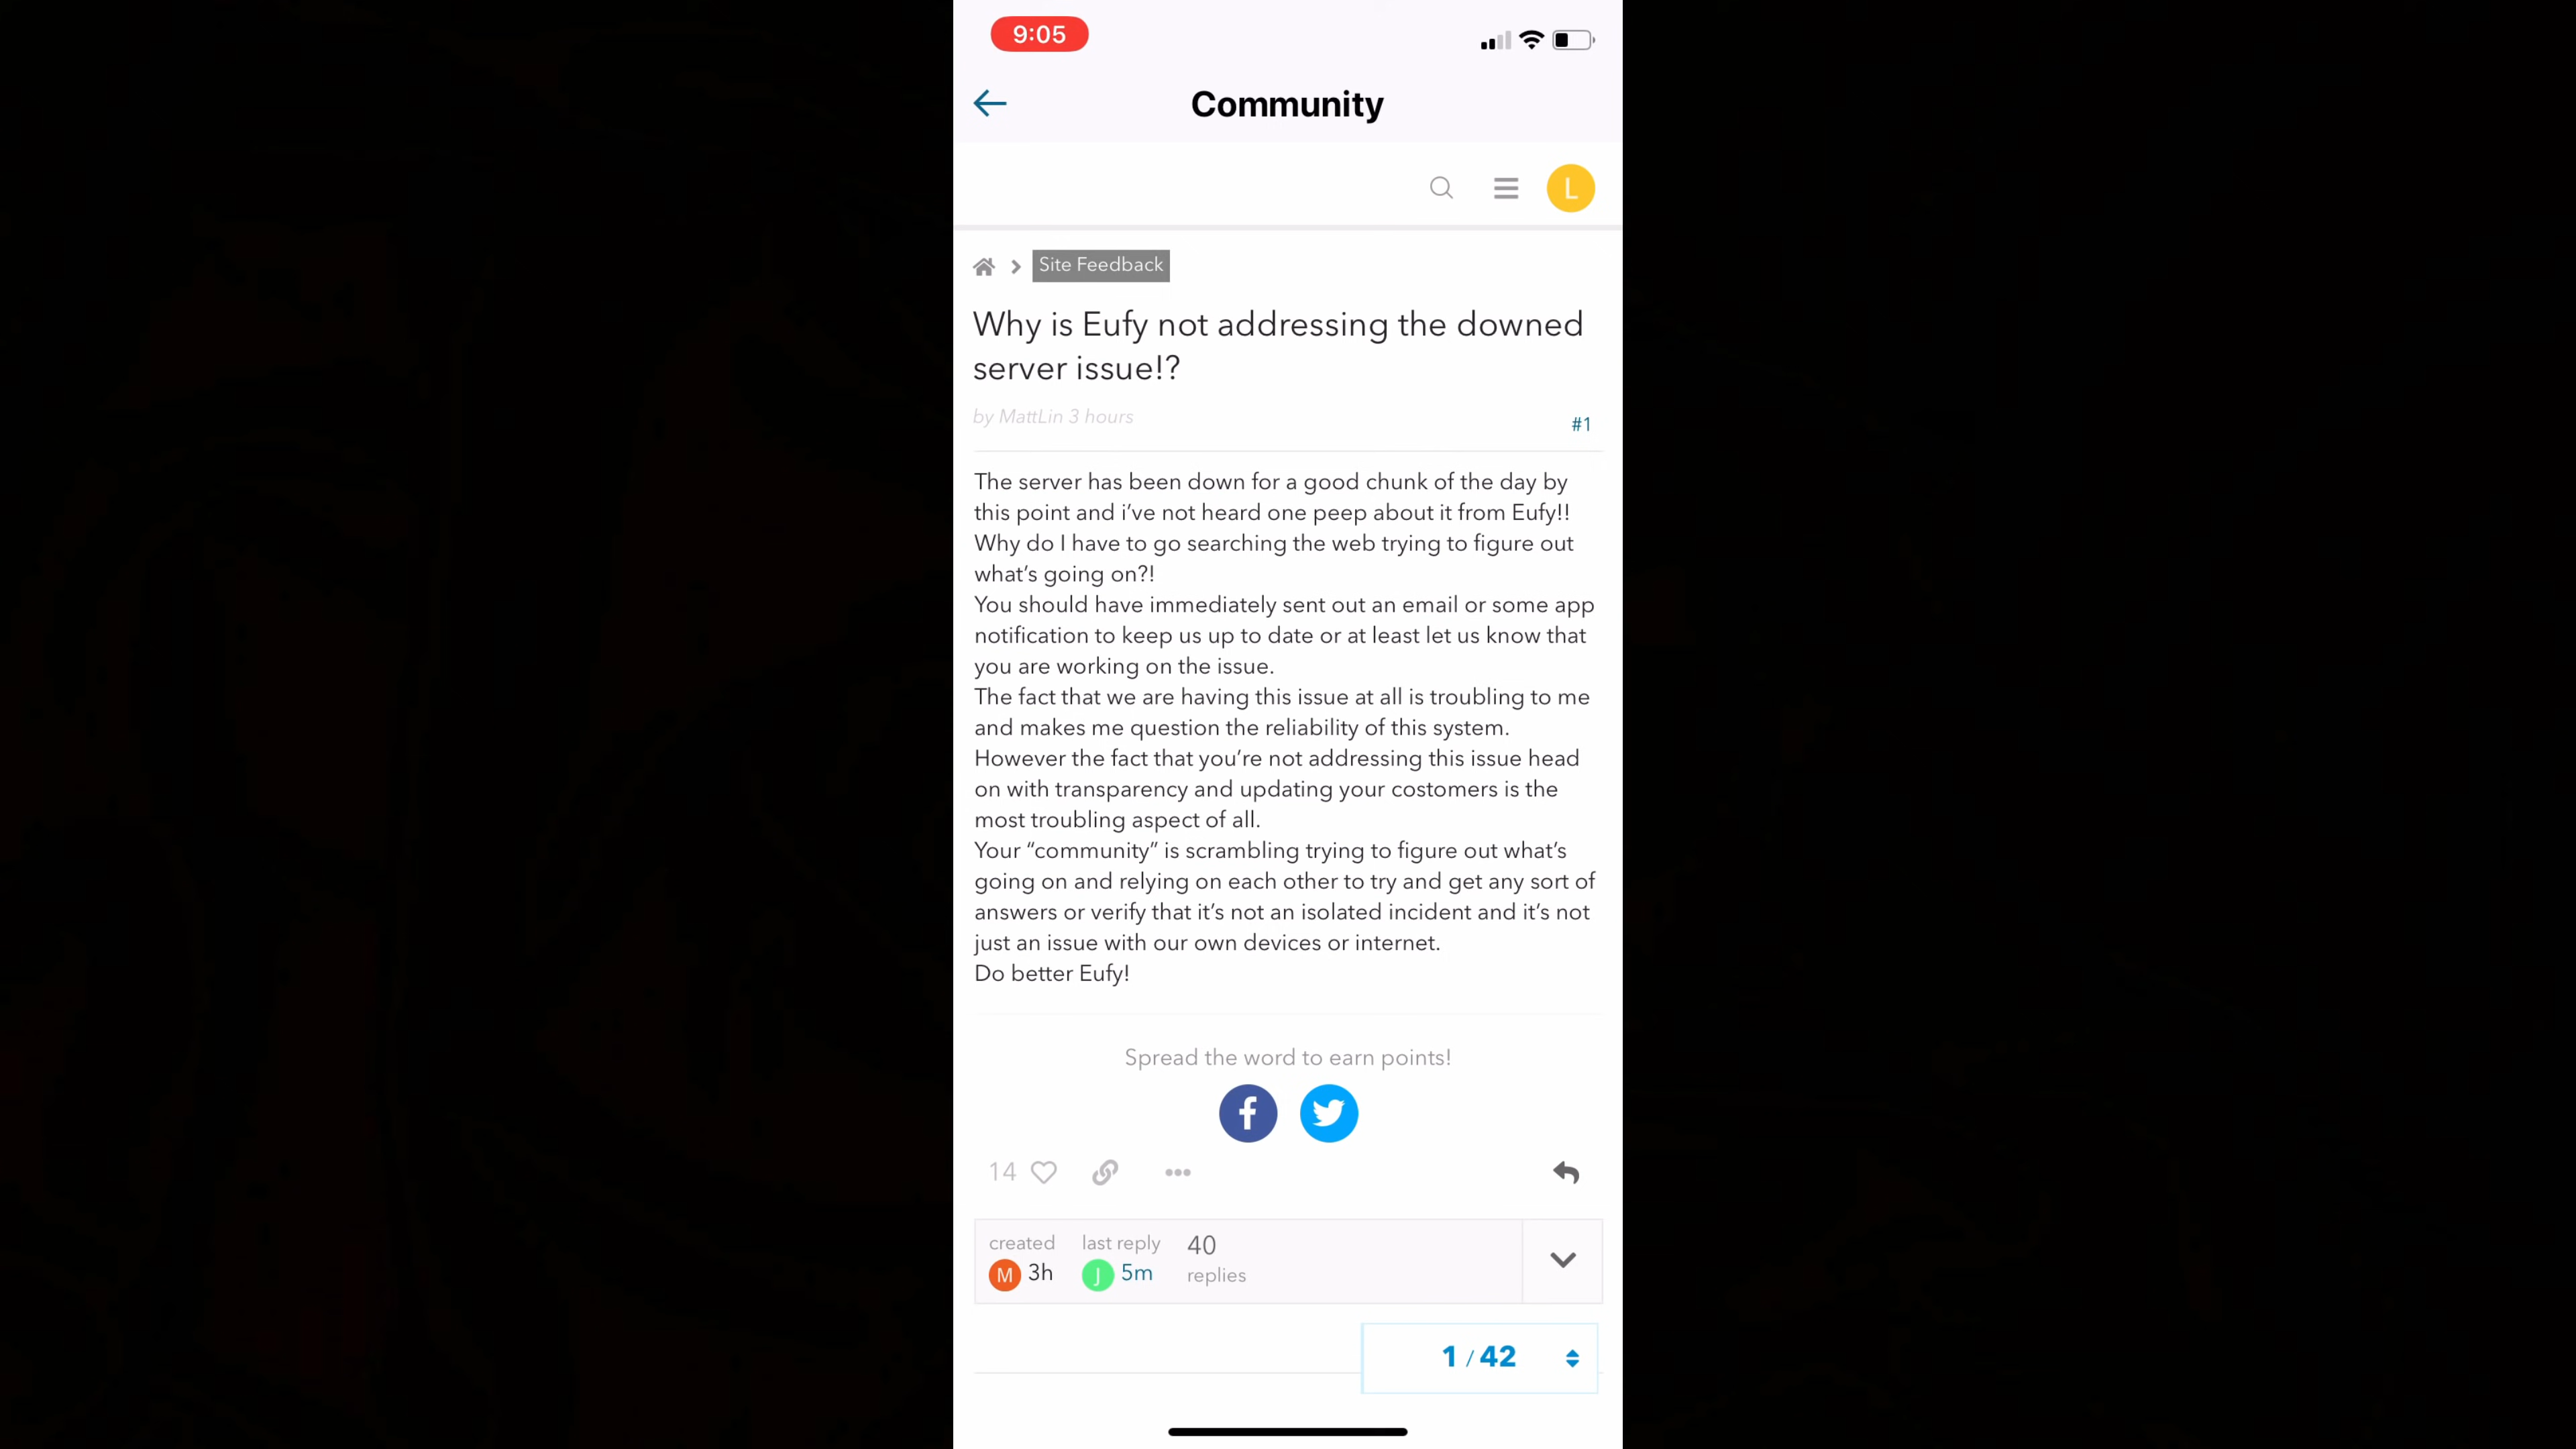 9:05
Community
L
Site Feedback
Why is Eufy not addressing the downed
server issue!?
by MattLin 3 hours
#1
The server has been down for a good chunk of the day by
this point and i’ve not heard one peep about it from Eufy!!
Why do I have to go searching the web trying to figure out
what’s going on?!
You should have immediately sent out an email or some app
notification to keep us up to date or at least let us know that
you are working on the issue.
The fact that we are having this issue at all is troubling to me
and makes me question the reliability of this system.
However the fact that you’re not addressing this issue head
on with transparency and updating your costomers is the
most troubling aspect of all.
Your “community” is scrambling trying to figure out what’s
going on and relying on each other to try and get any sort of
answers or verify that it’s not an isolated incident and it’s not
just an issue with our own devices or internet.
Do better Eufy!
Spread the word to earn points!
14
created last reply 40
M 3h J 5m replies
1 / 42